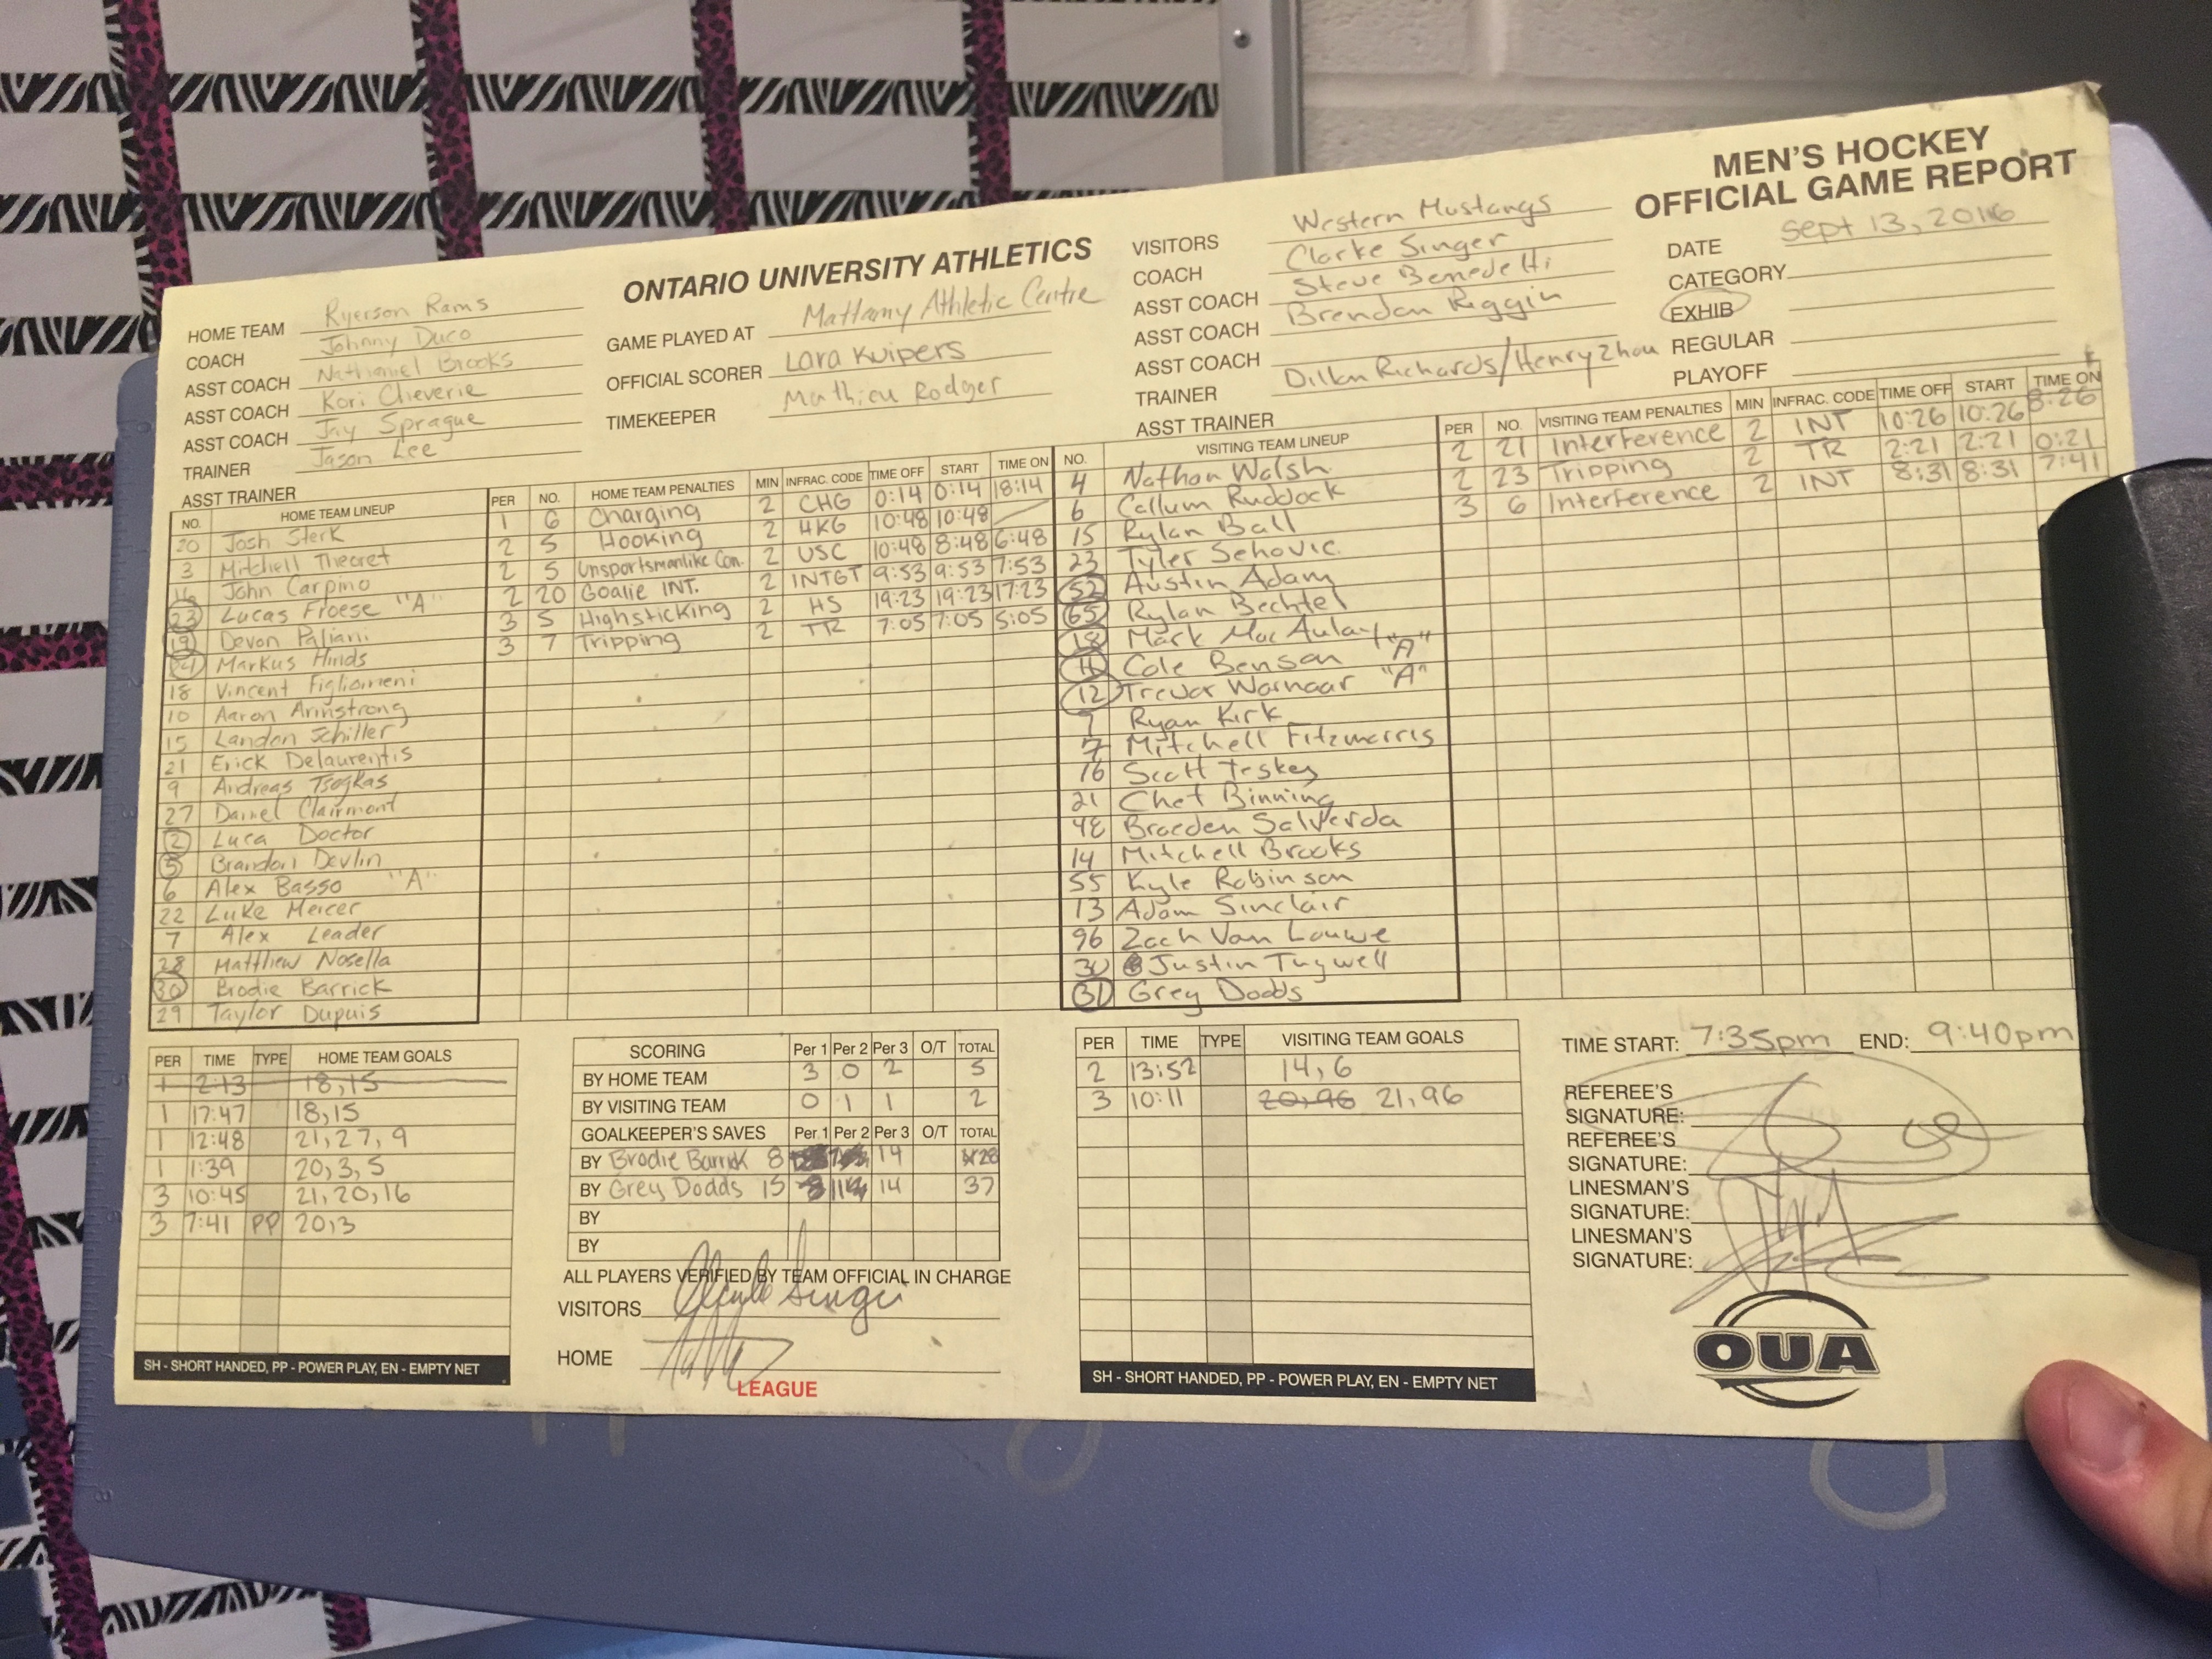 MEN'S HOCKEY
OFFICIAL GAME REPORT
ONTARIO UNIVERSITY ATHLETICS
HOME TEAM Ryerson Rams
COACH Johnny Duco
ASST COACH Nathaniel Brooks
ASST COACH Kori Cheverie
ASST COACH Jay Sprague
TRAINER Jason Lee
ASST TRAINER
GAME PLAYED AT Mattamy Athletic Centre
OFFICIAL SCORER Lara Kuipers
TIMEKEEPER Mathieu Rodger
VISITORS Western Mustangs
COACH Clarke Singer
ASST COACH Steve Benedetti
ASST COACH Brendan Riggin
ASST COACH
TRAINER Dillon Richards/Henry Zhou
ASST TRAINER
DATE Sept 13, 2016
CATEGORY
EXHIB
REGULAR
PLAYOFF
NO. HOME TEAM LINEUP
20 Josh Sterk
3 Mitchell Theoret
16 John Carpino
23 Lucas Froese "A"
19 Devon Paliani
Markus Hinds
18 Vincent Figliomeni
10 Aaron Armstrong
15 Landon Schiller
21 Erick Delaurentis
9 Andreas Tsogkas
27 Daniel Clairmont
2 Luca Doctor
5 Brandon Devlin
6 Alex Basso "A"
22 Luke Mercer
7 Alex Leader
28 Matthew Nosella
30 Brodie Barrick
29 Taylor Dupuis
PER NO. HOME TEAM PENALTIES MIN INFRAC. CODE TIME OFF START TIME ON
1 6 Charging 2 CHG 0:14 0:14 18:14
2 5 Hooking 2 HKG 10:48 10:48
2 5 Unsportsmanlike Con. 2 USC 10:48 8:48 6:48
2 20 Goalie INT. 2 INTGT 9:53 9:53 7:53
3 5 Highsticking 2 HS 19:23 19:23 17:23
3 7 Tripping 2 TR 7:05 7:05 5:05
NO. VISITING TEAM LINEUP
4 Nathan Walsh
6 Callum Ruddock
15 Rylan Ball
23 Tyler Sehovic
52 Austin Adam
65 Rylan Bechtel
18 Mark MacAulay "A"
11 Cole Benson
12 Trevor Warnaar "A"
9 Ryan Kirk
7 Mitchell Fitzmorris
16 Scott Teskey
21 Chet Binning
48 Braeden Salverda
14 Mitchell Brooks
55 Kyle Robinson
13 Adam Sinclair
96 Zach Van Louwe
30 Justin Tugwell
31 Greg Dodds
PER NO. VISITING TEAM PENALTIES MIN INFRAC. CODE TIME OFF START TIME ON
2 21 Interference 2 INT 10:26 10:26 8:26
2 23 Tripping 2 TR 2:21 2:21 0:21
3 6 Interference 2 INT 8:31 8:31 7:41
PER TIME TYPE HOME TEAM GOALS
1 2:13 18,15
1 17:47 18,15
1 12:48 21,27,9
1 1:39 20,3,5
3 10:45 21,20,16
3 7:41 PP 20,3
SH - SHORT HANDED, PP - POWER PLAY, EN - EMPTY NET
SCORING Per 1 Per 2 Per 3 O/T TOTAL
BY HOME TEAM 3 0 2 5
BY VISITING TEAM 0 1 1 2
GOALKEEPER'S SAVES Per 1 Per 2 Per 3 O/T TOTAL
BY Brodie Barrick 8 14 28
BY Greg Dodds 15 8 14 14 37
BY
BY
ALL PLAYERS VERIFIED BY TEAM OFFICIAL IN CHARGE
VISITORS Clarke Singer
HOME
LEAGUE
PER TIME TYPE VISITING TEAM GOALS
2 13:52 14,6
3 10:11 20,96 21,96
SH - SHORT HANDED, PP - POWER PLAY, EN - EMPTY NET
TIME START: 7:35pm END: 9:40pm
REFEREE'S
SIGNATURE:
REFEREE'S
SIGNATURE:
LINESMAN'S
SIGNATURE:
LINESMAN'S
SIGNATURE:
OUA